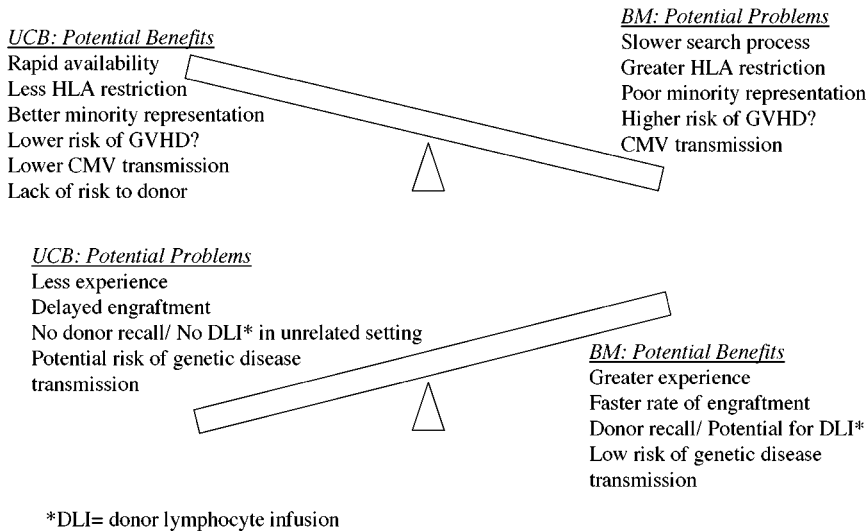 UCB: Potential Benefits
Rapid availability
Less HLA restriction
Better minority representation
Lower risk of GVHD?
Lower CMV transmission
Lack of risk to donor
BM: Potential Problems
Slower search process
Greater HLA restriction
Poor minority representation
Higher risk of GVHD?
CMV transmission
UCB: Potential Problems
Less experience
Delayed engraftment
No donor recall/ No DLI* in unrelated setting
Potential risk of genetic disease
transmission
BM: Potential Benefits
Greater experience
Faster rate of engraftment
Donor recall/ Potential for DLI*
Low risk of genetic disease
transmission
*DLI= donor lymphocyte infusion